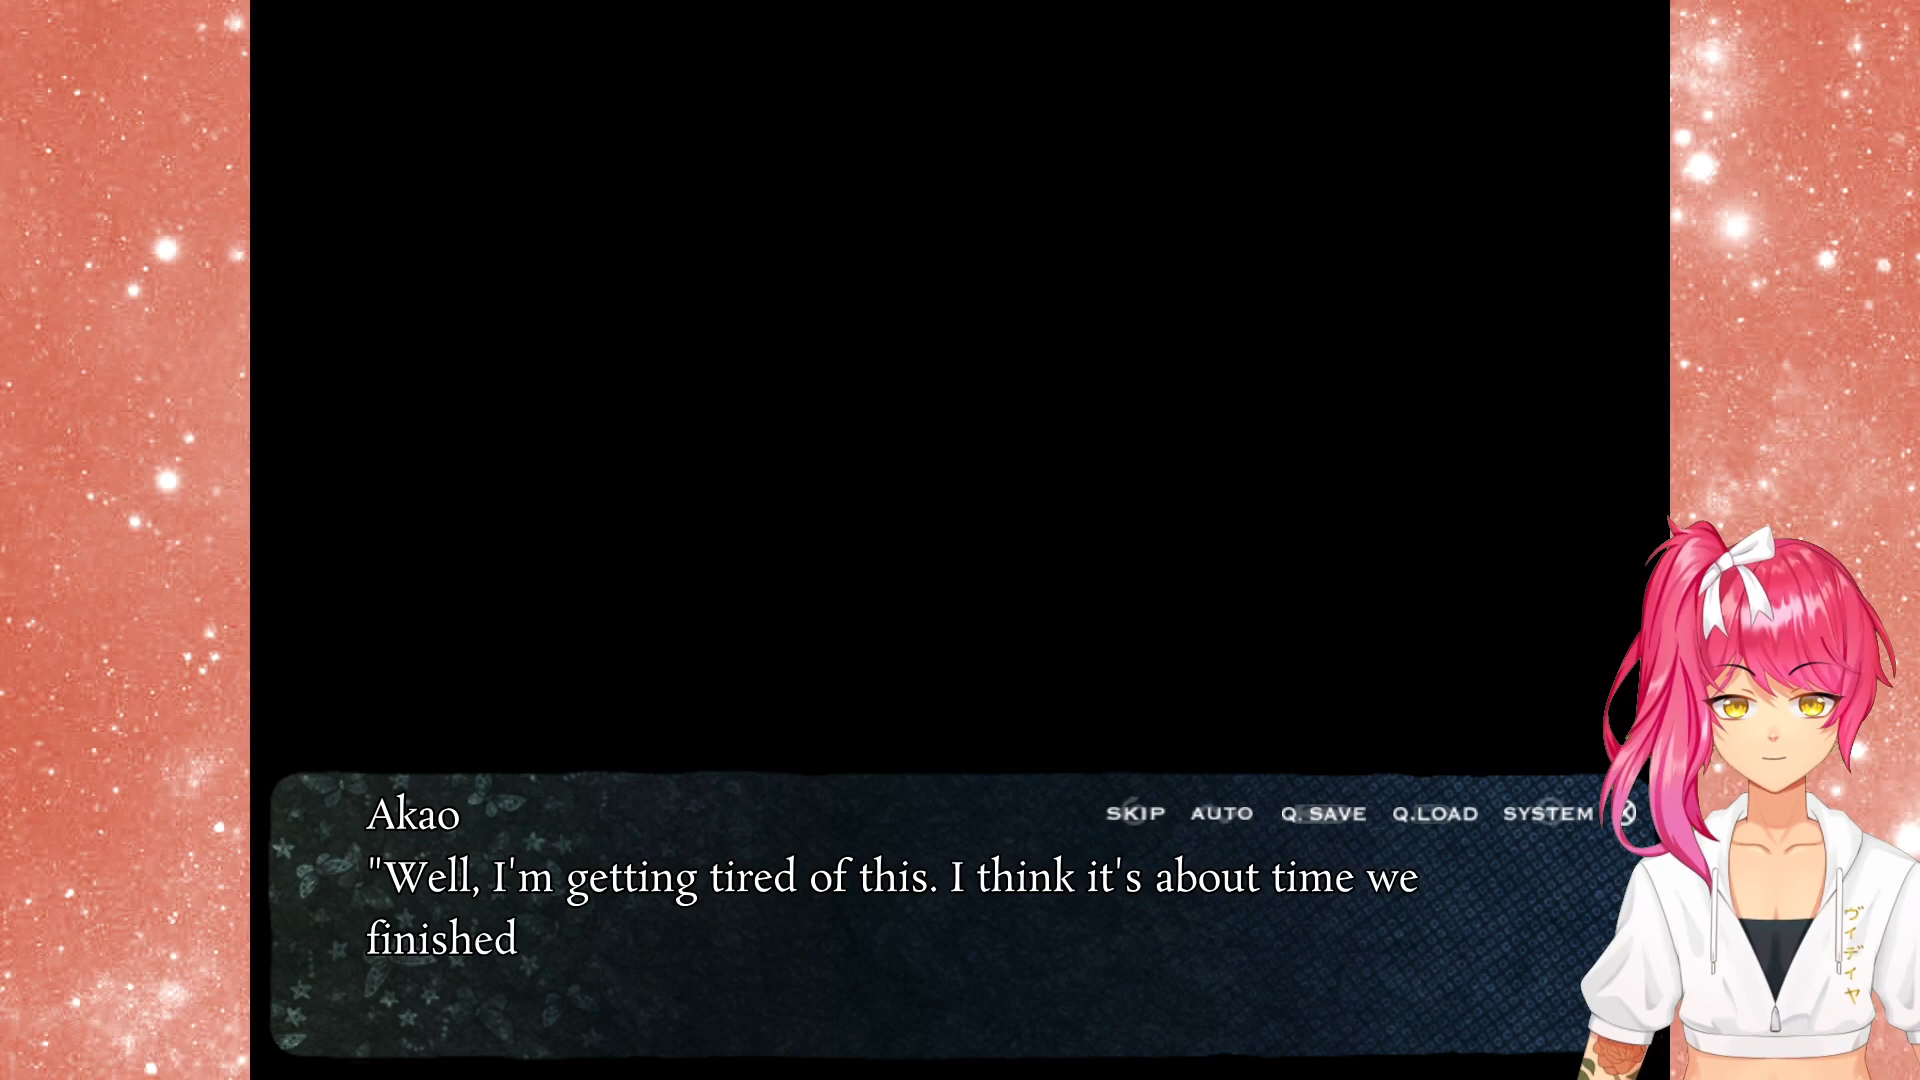 Akao
SKIP AUTO Q. SAVE Q.LOAD SYSTEM
"Well, I'm getting tired of this. I think it's about time we
finished
ヴィディヤ